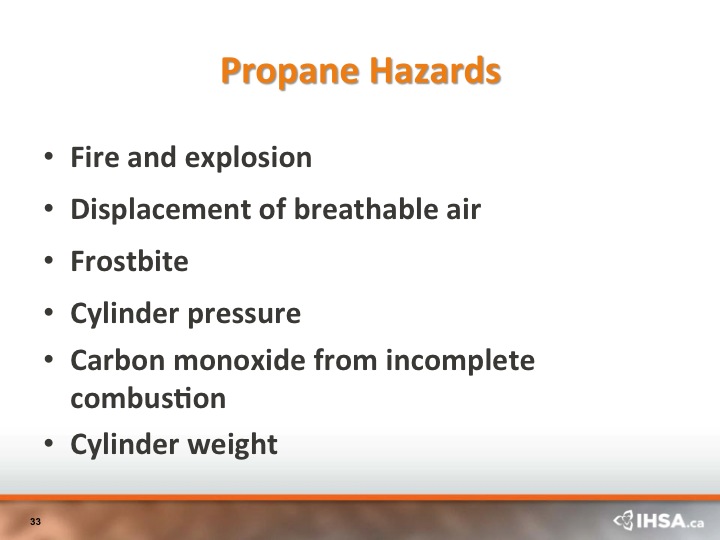 Propane Hazards
• Fire and explosion
• Displacement of breathable air
• Frostbite
• Cylinder pressure
• Carbon monoxide from incomplete
combustion
• Cylinder weight
33
IHSA.ca